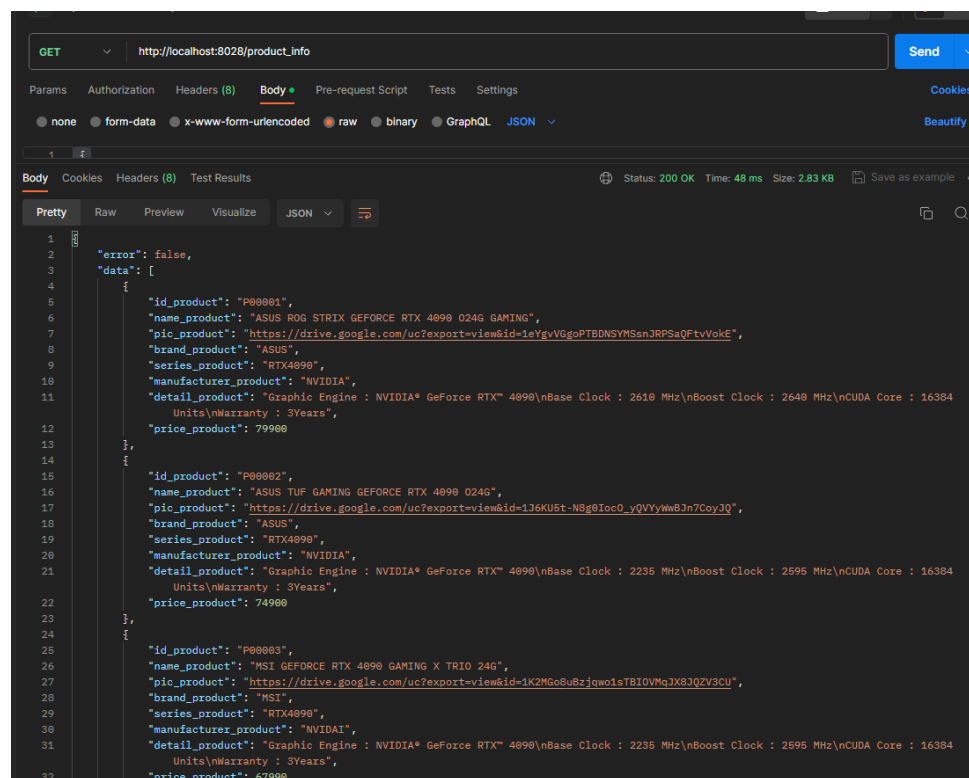 GET http://localhost:8028/product_info Send
Params Authorization Headers (8) Body Pre-request Script Tests Settings Cookies
none form-data x-www-form-urlencoded raw binary GraphQL JSON Beautify
1 {
Body Cookies Headers (8) Test Results Status: 200 OK Time: 48 ms Size: 2.83 KB Save as example
Pretty Raw Preview Visualize JSON
1 {
2 "error": false,
3 "data": [
4 {
5 "id_product": "P00001",
6 "name_product": "ASUS ROG STRIX GEFORCE RTX 4090 O24G GAMING",
7 "pic_product": "https://drive.google.com/uc?export=view&id=1eYgvVGgoPTBDNSYMSsnJRPSaQFtvVokE",
8 "brand_product": "ASUS",
9 "series_product": "RTX4090",
10 "manufacturer_product": "NVIDIA",
11 "detail_product": "Graphic Engine : NVIDIA® GeForce RTX™ 4090\nBase Clock : 2610 MHz\nBoost Clock : 2640 MHz\nCUDA Core : 16384
Units\nWarranty : 3Years",
12 "price_product": 79900
13 },
14 {
15 "id_product": "P00002",
16 "name_product": "ASUS TUF GAMING GEFORCE RTX 4090 O24G",
17 "pic_product": "https://drive.google.com/uc?export=view&id=1J6KU5t-N8g0IocO_yQVYyWwBJn7CoyJQ",
18 "brand_product": "ASUS",
19 "series_product": "RTX4090",
20 "manufacturer_product": "NVIDIA",
21 "detail_product": "Graphic Engine : NVIDIA® GeForce RTX™ 4090\nBase Clock : 2235 MHz\nBoost Clock : 2595 MHz\nCUDA Core : 16384
Units\nWarranty : 3Years",
22 "price_product": 74900
23 },
24 {
25 "id_product": "P00003",
26 "name_product": "MSI GEFORCE RTX 4090 GAMING X TRIO 24G",
27 "pic_product": "https://drive.google.com/uc?export=view&id=1K2MGo8uBzjqwo1sTBIOVMqJX8JQZV3CU",
28 "brand_product": "MSI",
29 "series_product": "RTX4090",
30 "manufacturer_product": "NVIDAI",
31 "detail_product": "Graphic Engine : NVIDIA® GeForce RTX™ 4090\nBase Clock : 2235 MHz\nBoost Clock : 2595 MHz\nCUDA Core : 16384
Units\nWarranty : 3Years",
32 "price_product": 67990